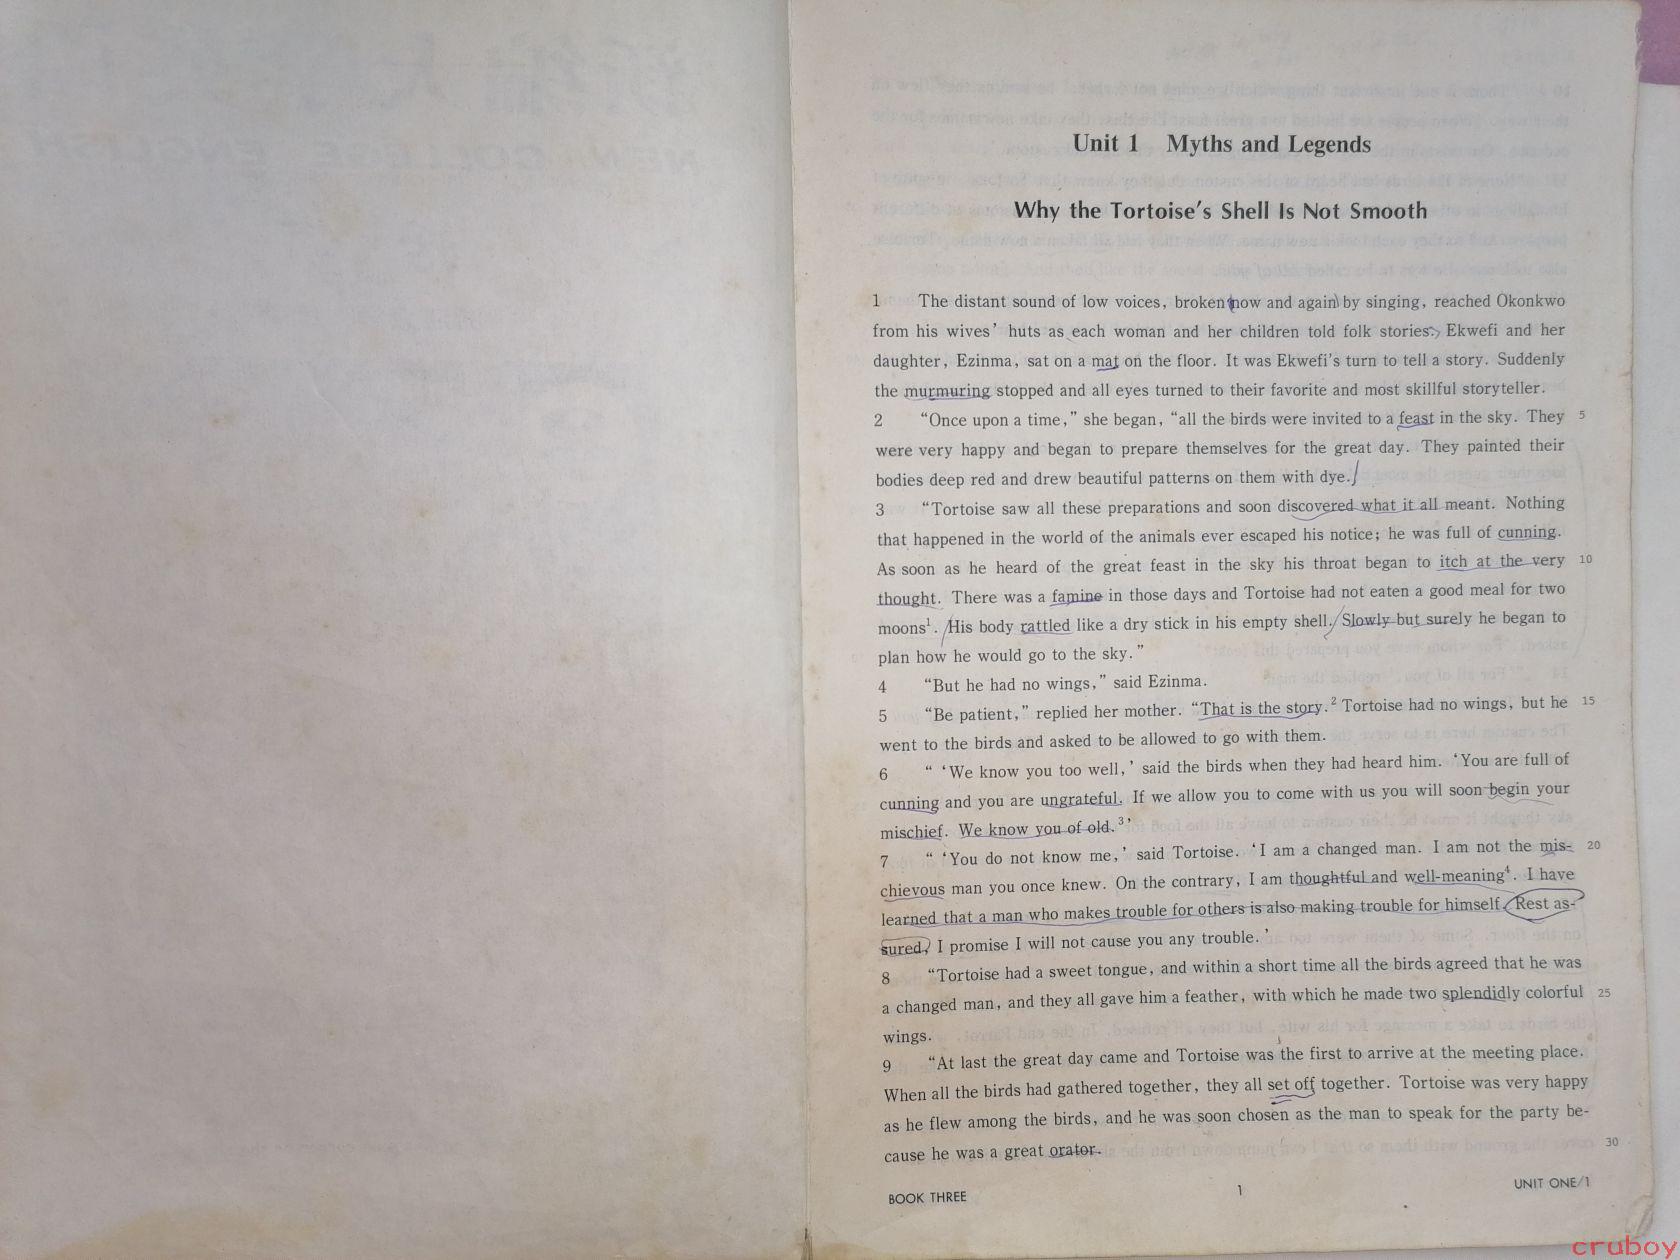 Unit 1 Myths and Legends
Why the Tortoise's Shell Is Not Smooth
1 The distant sound of low voices, broken now and again by singing, reached Okonkwo
from his wives' huts as each woman and her children told folk stories. Ekwefi and her
daughter, Ezinma, sat on a mat on the floor. It was Ekwefi's turn to tell a story. Suddenly
the murmuring stopped and all eyes turned to their favorite and most skillful storyteller.
2 “Once upon a time,” she began, “all the birds were invited to a feast in the sky. They 5
were very happy and began to prepare themselves for the great day. They painted their
bodies deep red and drew beautiful patterns on them with dye.
3 “Tortoise saw all these preparations and soon discovered what it all meant. Nothing
that happened in the world of the animals ever escaped his notice; he was full of cunning.
As soon as he heard of the great feast in the sky his throat began to itch at the very 10
thought. There was a famine in those days and Tortoise had not eaten a good meal for two
moons1. His body rattled like a dry stick in his empty shell. Slowly but surely he began to
plan how he would go to the sky.”
4 “But he had no wings,” said Ezinma.
5 “Be patient,” replied her mother. “That is the story.2 Tortoise had no wings, but he 15
went to the birds and asked to be allowed to go with them.
6 “ ‘We know you too well,’ said the birds when they had heard him. ‘You are full of
cunning and you are ungrateful. If we allow you to come with us you will soon begin your
mischief. We know you of old.3’
7 “ ‘You do not know me,’ said Tortoise. ‘I am a changed man. I am not the mis- 20
chievous man you once knew. On the contrary, I am thoughtful and well-meaning4. I have
learned that a man who makes trouble for others is also making trouble for himself. Rest as-
sured, I promise I will not cause you any trouble.’
8 “Tortoise had a sweet tongue, and within a short time all the birds agreed that he was
a changed man, and they all gave him a feather, with which he made two splendidly colorful 25
wings.
9 “At last the great day came and Tortoise was the first to arrive at the meeting place.
When all the birds had gathered together, they all set off together. Tortoise was very happy
as he flew among the birds, and he was soon chosen as the man to speak for the party be-
cause he was a great orator. 30
BOOK THREE 1 UNIT ONE/1
cruboy